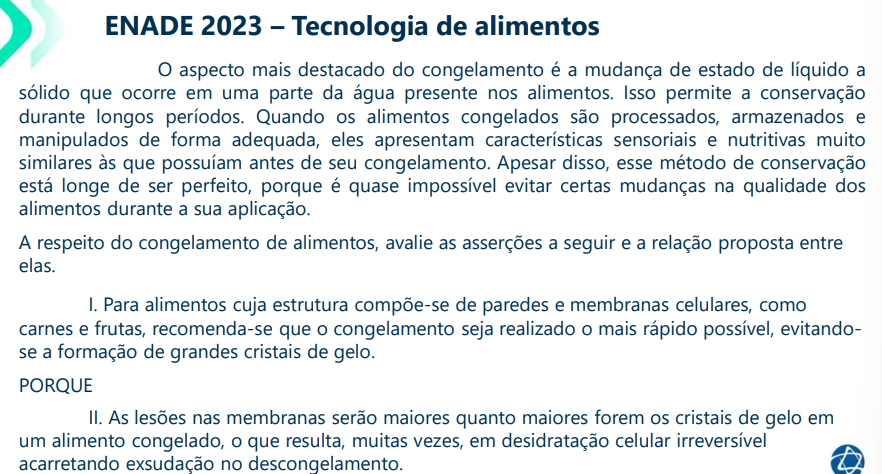 ENADE 2023 – Tecnologia de alimentos
O aspecto mais destacado do congelamento é a mudança de estado de líquido a
sólido que ocorre em uma parte da água presente nos alimentos. Isso permite a conservação
durante longos períodos. Quando os alimentos congelados são processados, armazenados e
manipulados de forma adequada, eles apresentam características sensoriais e nutritivas muito
similares às que possuíam antes de seu congelamento. Apesar disso, esse método de conservação
está longe de ser perfeito, porque é quase impossível evitar certas mudanças na qualidade dos
alimentos durante a sua aplicação.
A respeito do congelamento de alimentos, avalie as asserções a seguir e a relação proposta entre
elas.
I. Para alimentos cuja estrutura compõe-se de paredes e membranas celulares, como
carnes e frutas, recomenda-se que o congelamento seja realizado o mais rápido possível, evitando-
se a formação de grandes cristais de gelo.
PORQUE
II. As lesões nas membranas serão maiores quanto maiores forem os cristais de gelo em
um alimento congelado, o que resulta, muitas vezes, em desidratação celular irreversível
acarretando exsudação no descongelamento.